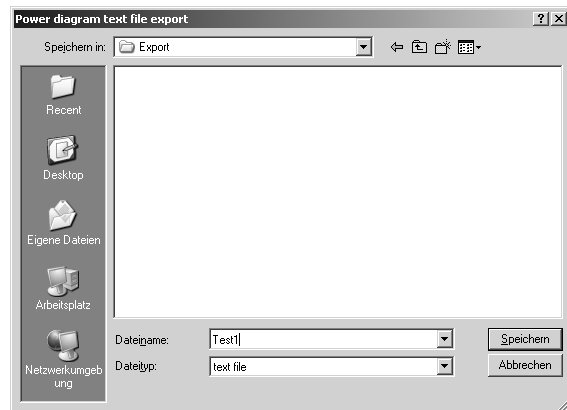 Power diagram text file export
Speichern in:
Export
Recent
Desktop
Eigene Dateien
Arbeitsplatz
Netzwerkumgeb
ung
Dateiname:
Test1
Speichern
Dateityp:
text file
Abbrechen